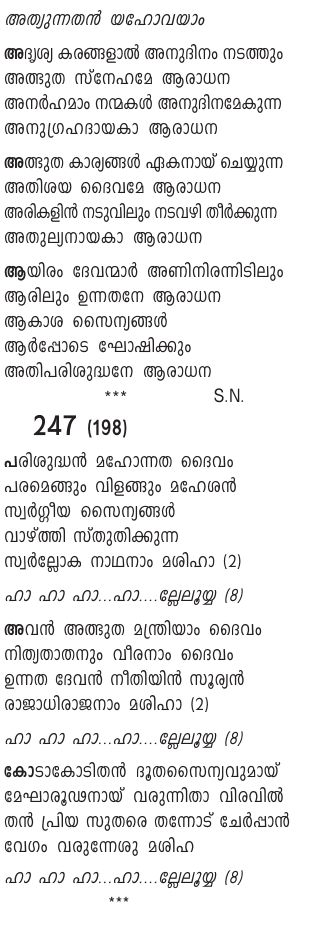 അത്യുന്നതൻ യഹോവയാം
അദൃശ്യ കരങ്ങളാൽ അനുദിനം നടത്തും
അത്ഭുത സ്നേഹമേ ആരാധന
അനർഹമാം നന്മകൾ അനുദിനമേകുന്ന
അനുഗ്രഹദായകാ ആരാധന
അത്ഭുത കാര്യങ്ങൾ ഏകനായ് ചെയ്യുന്ന
അതിശയ ദൈവമേ ആരാധന
അരികളിൻ നടുവിലും നടവഴി തീർക്കുന്ന
അതുല്യനായകാ ആരാധന
ആയിരം ദേവന്മാർ അണിനിരന്നിടിലും
ആരിലും ഉന്നതനേ ആരാധന
ആകാശ സൈന്യങ്ങൾ
ആർപ്പോടെ ഘോഷിക്കും
അതിപരിശുദ്ധനേ ആരാധന
*** S.N.
247 (198)
പരിശുദ്ധൻ മഹോന്നത ദൈവം
പരമെങ്ങും വിളങ്ങും മഹേശൻ
സ്വർഗ്ഗീയ സൈന്യങ്ങൾ
വാഴ്ത്തി സ്തുതിക്കുന്ന
സ്വർല്ലോക നാഥനാം മശിഹാ (2)
ഹാ ഹാ ഹാ...ഹാ....ല്ലേലൂയ്യ (8)
അവൻ അത്ഭുത മന്ത്രിയാം ദൈവം
നിത്യതാതനും വീരനാം ദൈവം
ഉന്നത ദേവൻ നീതിയിൻ സൂര്യൻ
രാജാധിരാജനാം മശിഹാ (2)
ഹാ ഹാ ഹാ...ഹാ....ല്ലേലൂയ്യ (8)
കോടാകോടിതൻ ദൂതസൈന്യവുമായ്
മേഘാരൂഢനായ് വരുന്നിതാ വിരവിൽ
തൻ പ്രിയ സുതരെ തന്നോട് ചേർപ്പാൻ
വേഗം വരുന്നേശു മശിഹ
ഹാ ഹാ ഹാ...ഹാ....ല്ലേലൂയ്യ (8)
***